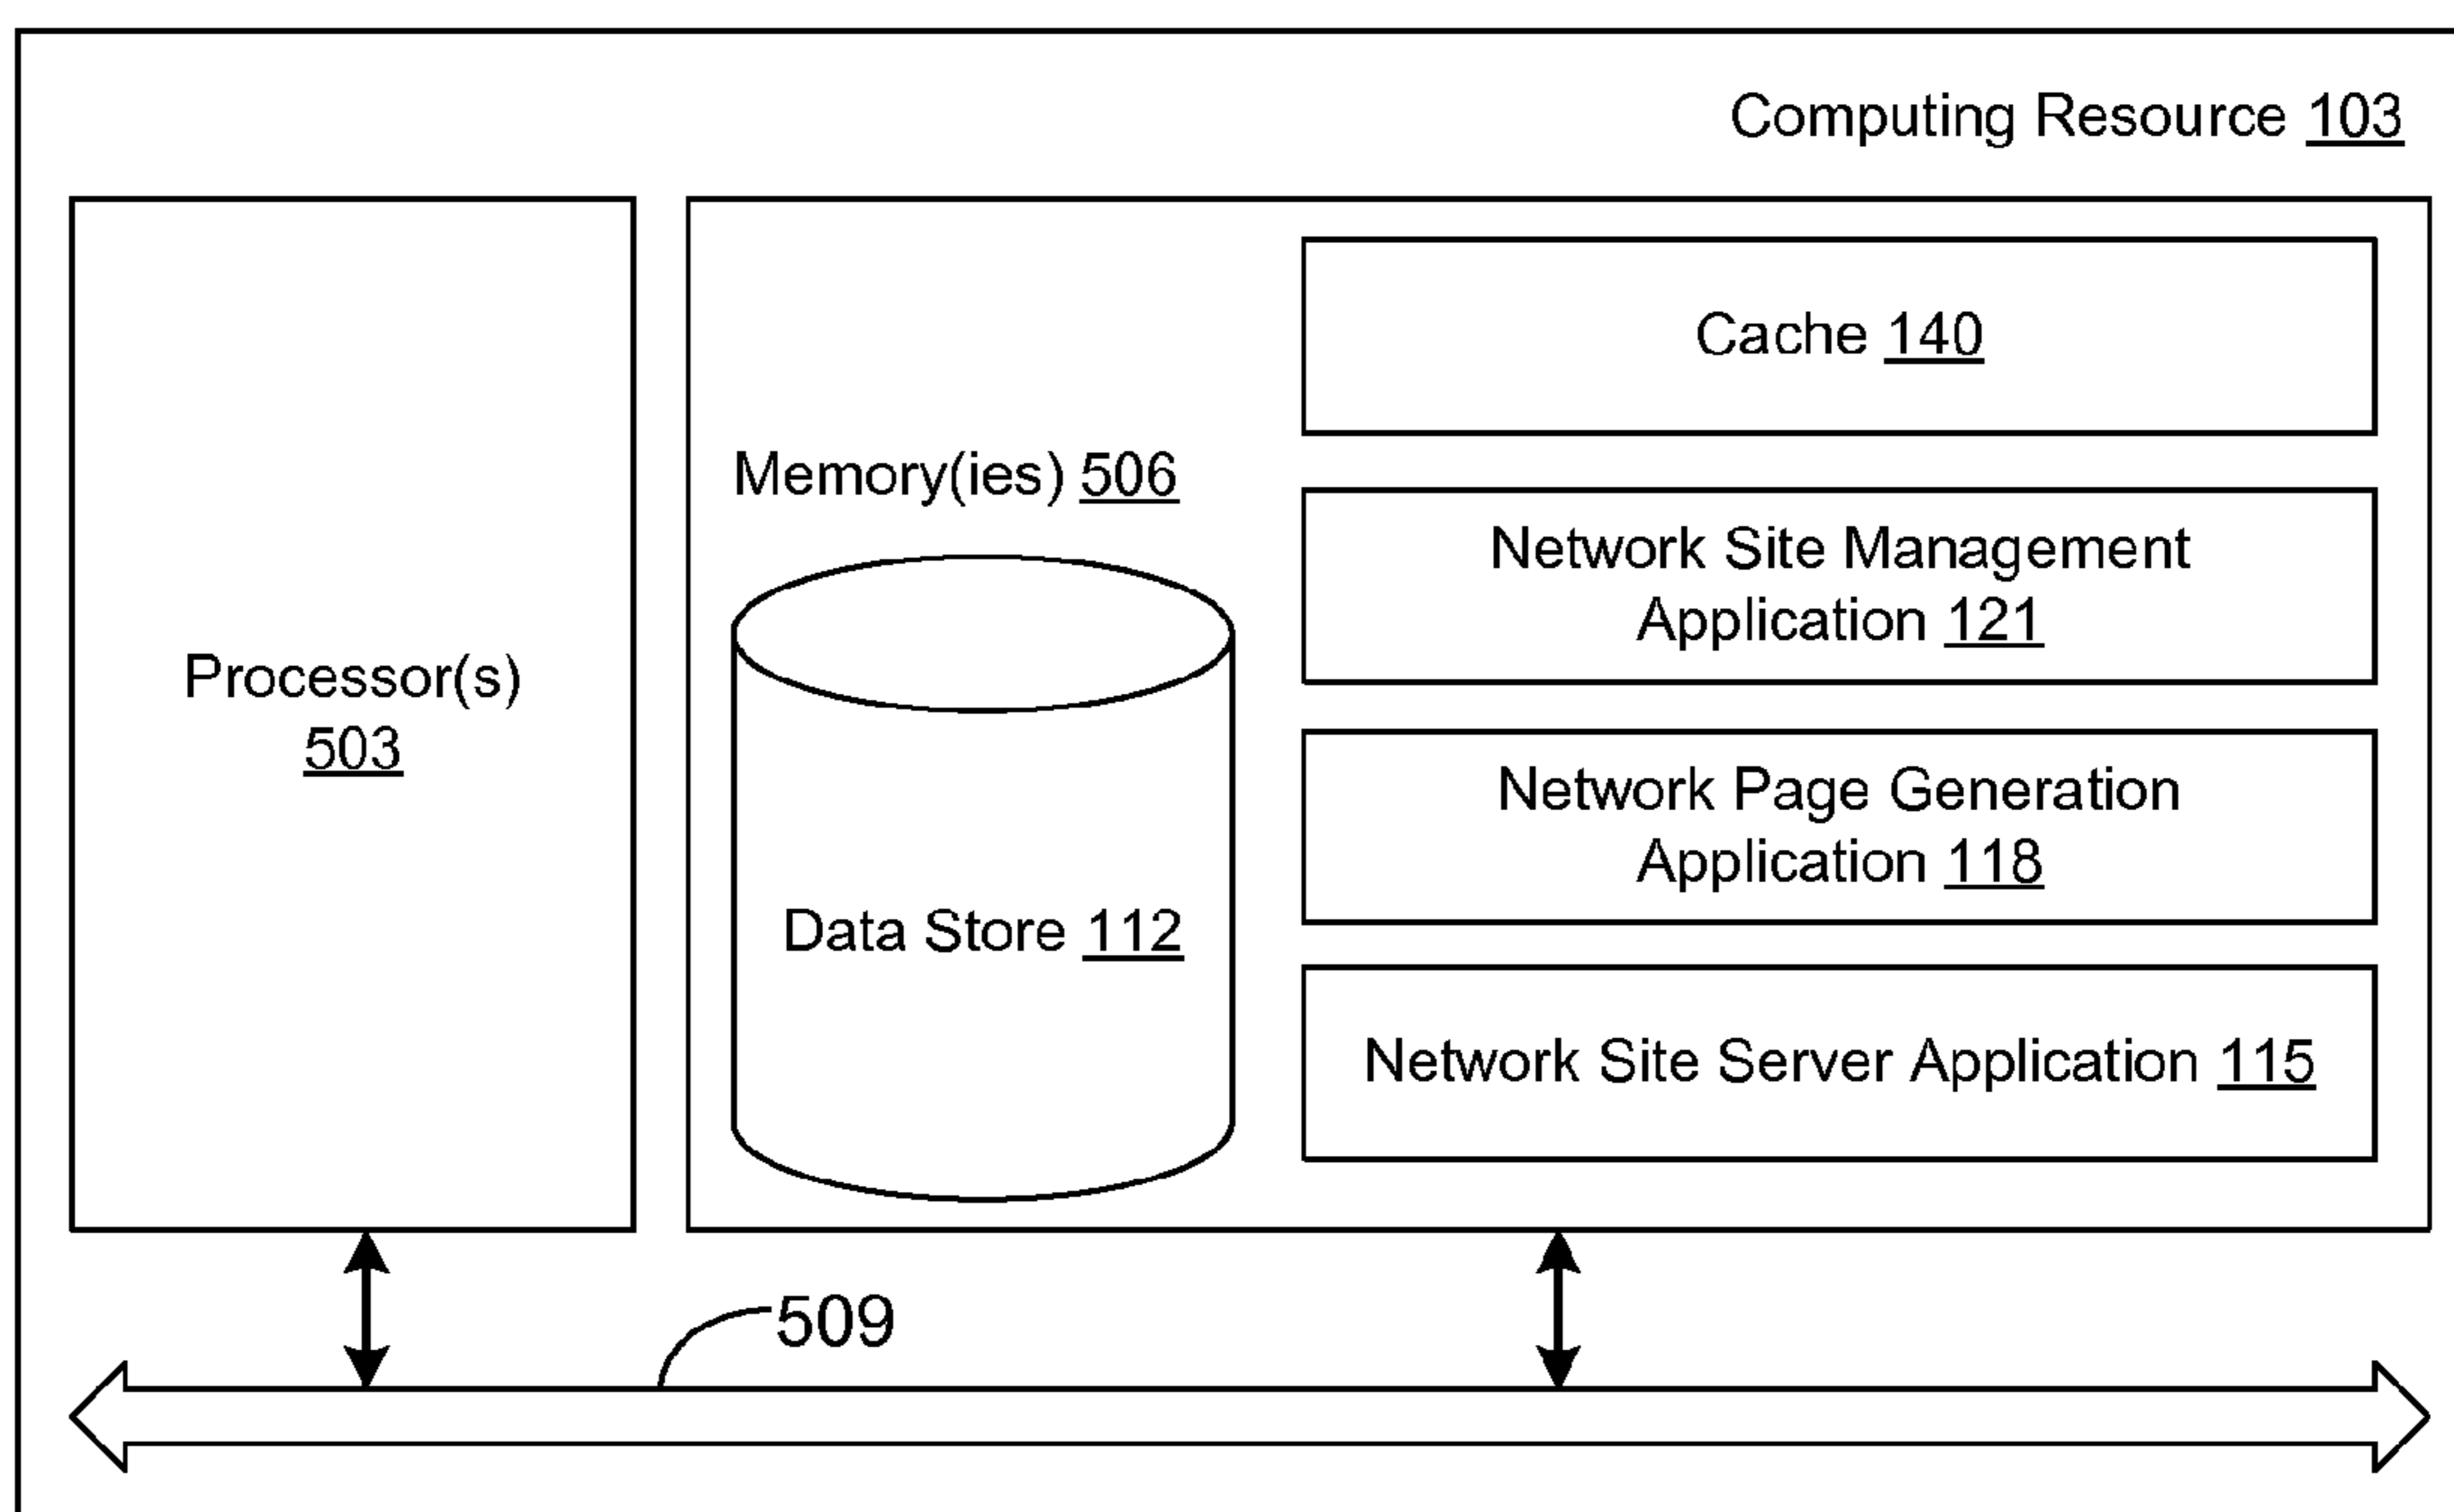 Computing Resource 103
Processor(s)
503
Memory(ies) 506
Data Store 112
Cache 140
Network Site Management
Application 121
Network Page Generation
Application 118
Network Site Server Application 115
509